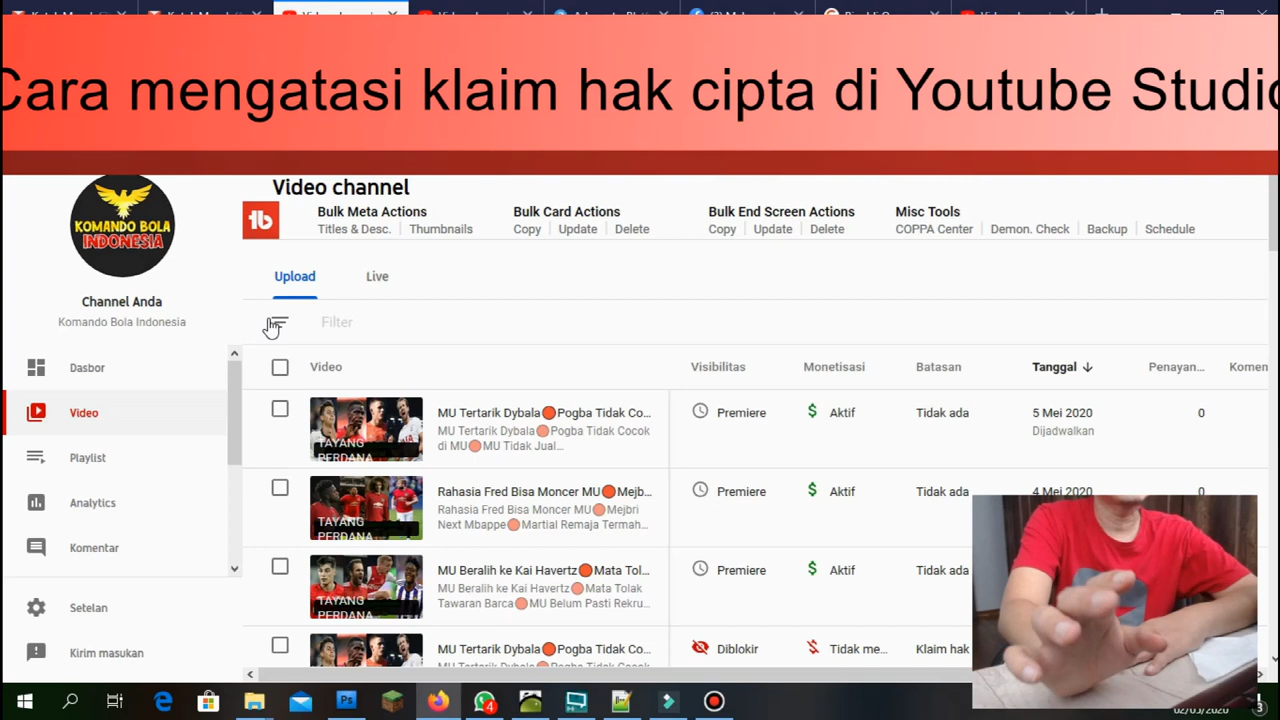 Cara mengatasi klaim hak cipta di Youtube Studio
Video channel
Bulk Meta Actions
Titles & Desc. | Thumbnails
Bulk Card Actions
Copy | Update | Delete
Bulk End Screen Actions
Copy | Update | Delete
Misc Tools
COPPA Center | Demon. Check | Backup | Schedule
KOMANDO BOLA
INDONESIA
Channel Anda
Komando Bola Indonesia
Dasbor
Video
Playlist
Analytics
Komentar
Setelan
Kirim masukan
Upload
Live
Filter
Video
Visibilitas
Monetisasi
Batasan
Tanggal
Penayan...
Komen
TAYANG
PERDANA
MU Tertarik Dybala🔴Pogba Tidak Co...
MU Tertarik Dybala🔴Pogba Tidak Cocok
di MU🔴MU Tidak Jual...
Premiere
Aktif
Tidak ada
5 Mei 2020
Dijadwalkan
0
TAYANG
PERDANA
Rahasia Fred Bisa Moncer MU🔴Mejb...
Rahasia Fred Bisa Moncer MU🔴Mejbri
Next Mbappe🔴Martial Remaja Termah...
Premiere
Aktif
Tidak ada
4 Mei 2020
0
TAYANG
PERDANA
MU Beralih ke Kai Havertz🔴Mata Tol...
MU Beralih ke Kai Havertz🔴Mata Tolak
Tawaran Barca🔴MU Belum Pasti Rekru...
Premiere
Aktif
Tidak ada
TAYANG
MU Tertarik Dybala🔴Pogba Tidak Co...
Diblokir
Tidak me...
Klaim hak
4
02/05/2020
3